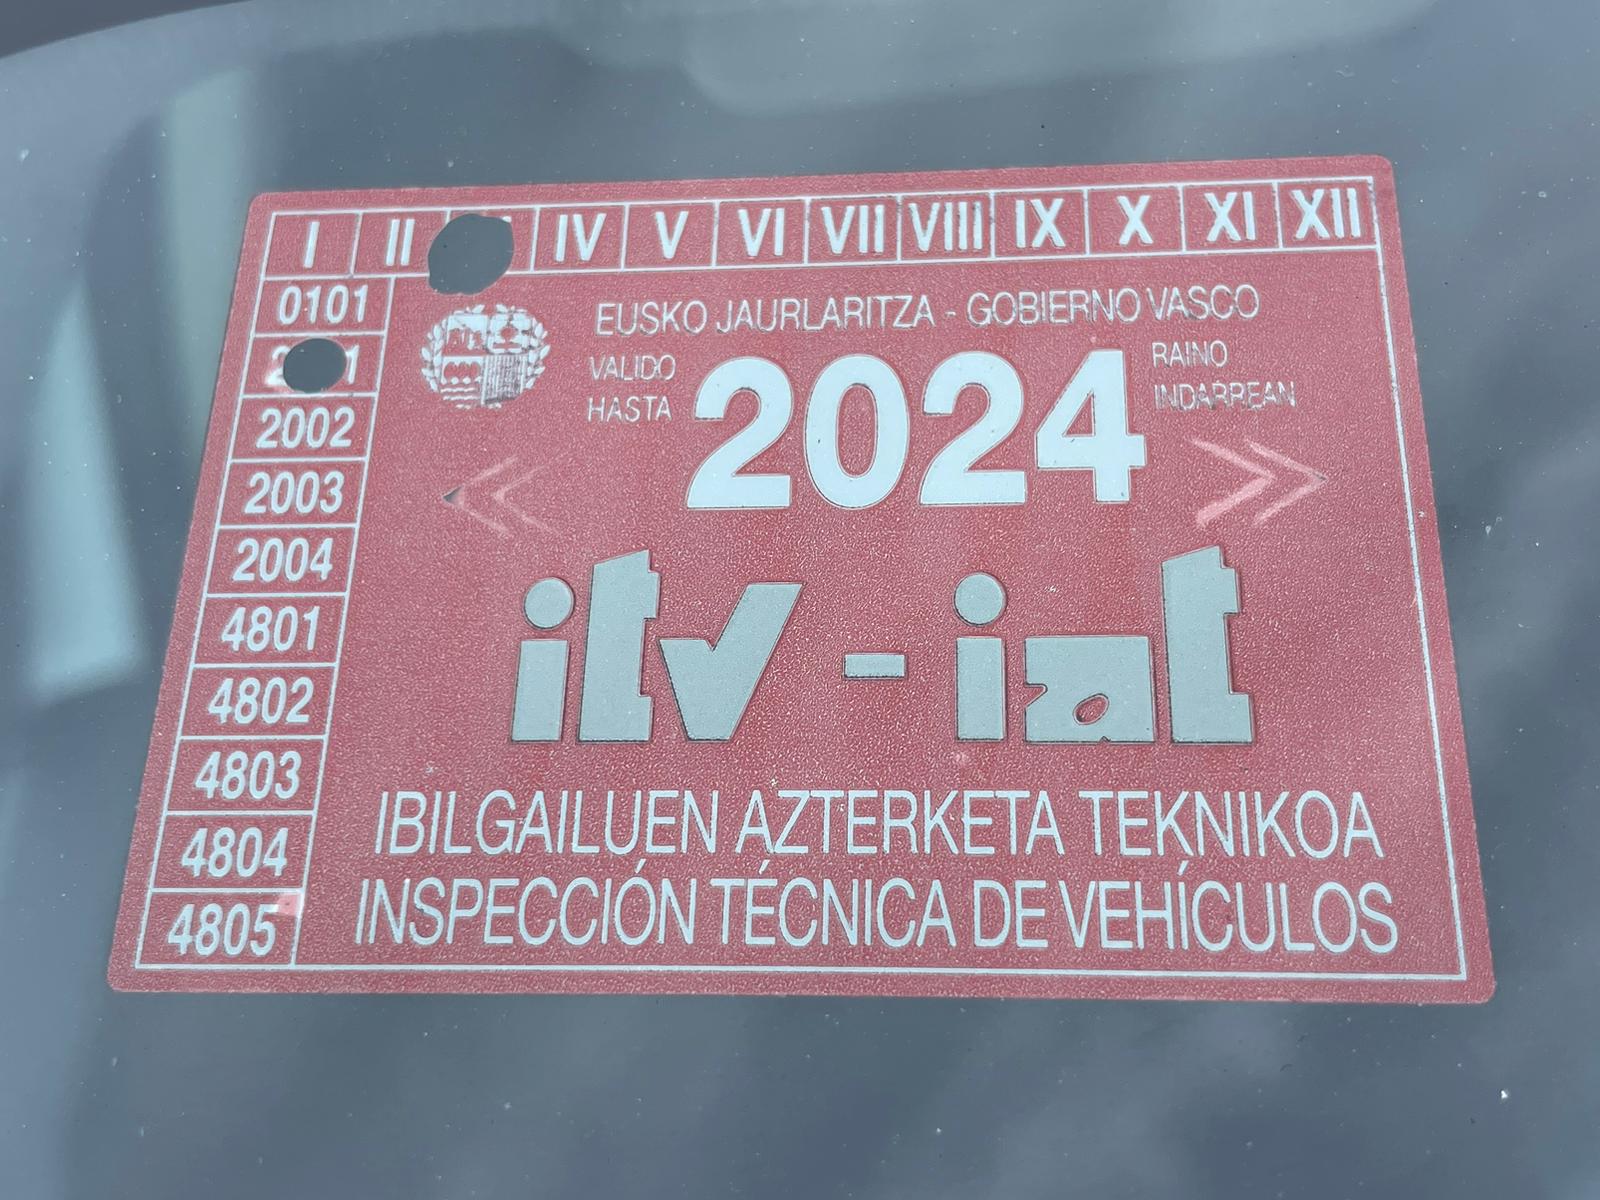 I II IV V VI VII VIII IX X XI XII
0101
2002
2003
2004
4801
4802
4803
4804
4805
EUSKO JAURLARITZA - GOBIERNO VASCO
VALIDO HASTA 2024 RAINO INDARREAN
itv - iat
IBILGAILUEN AZTERKETA TEKNIKOA
INSPECCIÓN TÉCNICA DE VEHÍCULOS